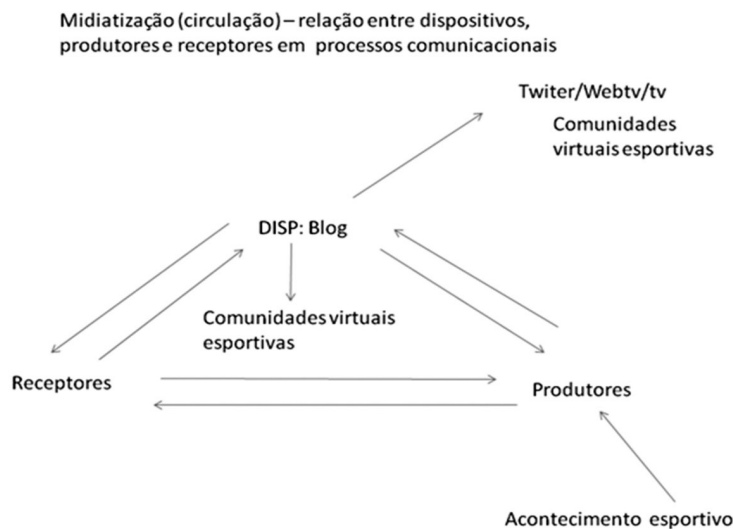 Midiatização (circulação) – relação entre dispositivos,
produtores e receptores em processos comunicacionais
Twiter/Webtv/tv
Comunidades
virtuais esportivas
DISP: Blog
Comunidades virtuais
esportivas
Receptores
Produtores
Acontecimento esportivo